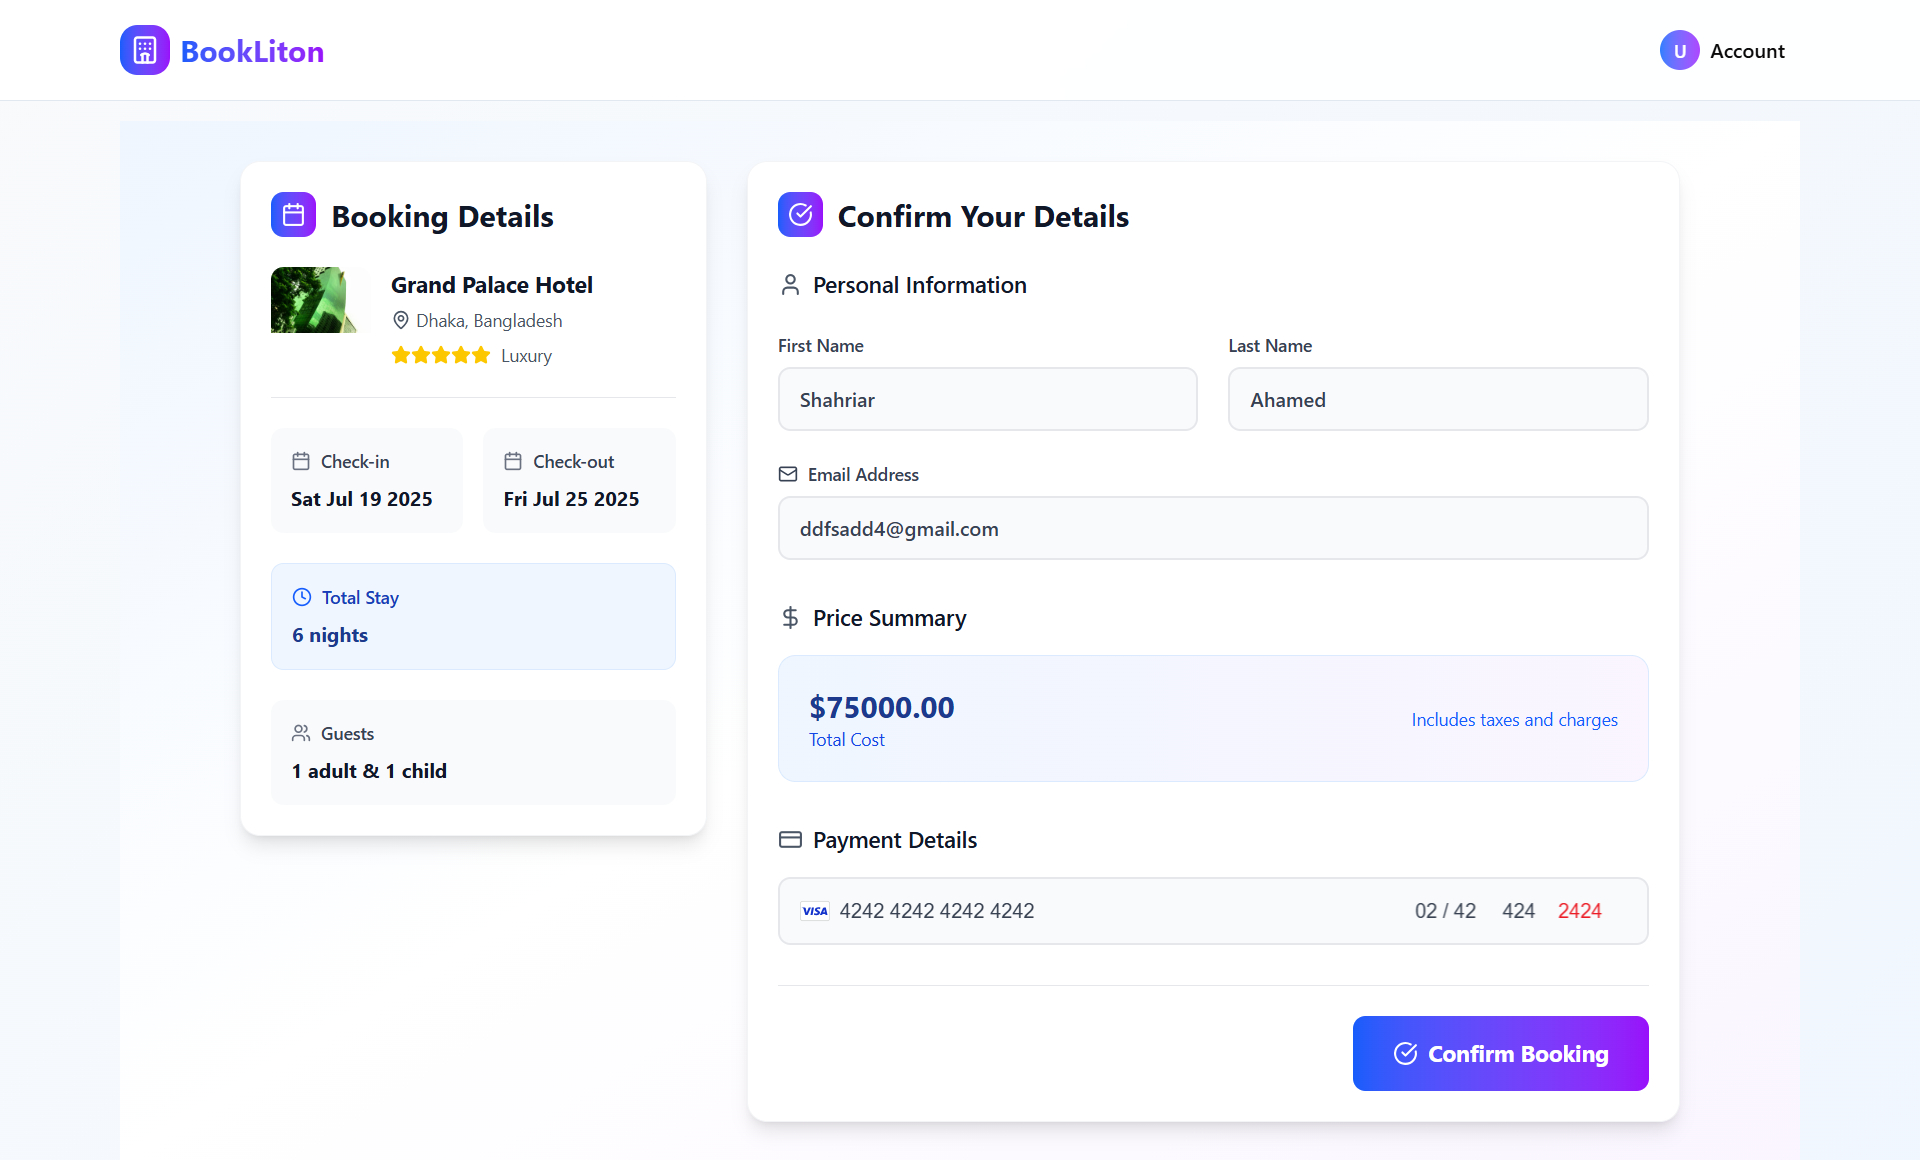 BookLiton
U Account
Booking Details
Grand Palace Hotel
Dhaka, Bangladesh
Luxury
Check-in
Sat Jul 19 2025
Check-out
Fri Jul 25 2025
Total Stay
6 nights
Guests
1 adult & 1 child
Confirm Your Details
Personal Information
First Name
Shahriar
Last Name
Ahamed
Email Address
ddfsadd4@gmail.com
Price Summary
$75000.00
Total Cost
Includes taxes and charges
Payment Details
VISA 4242 4242 4242 4242 02 / 42 424 2424
Confirm Booking